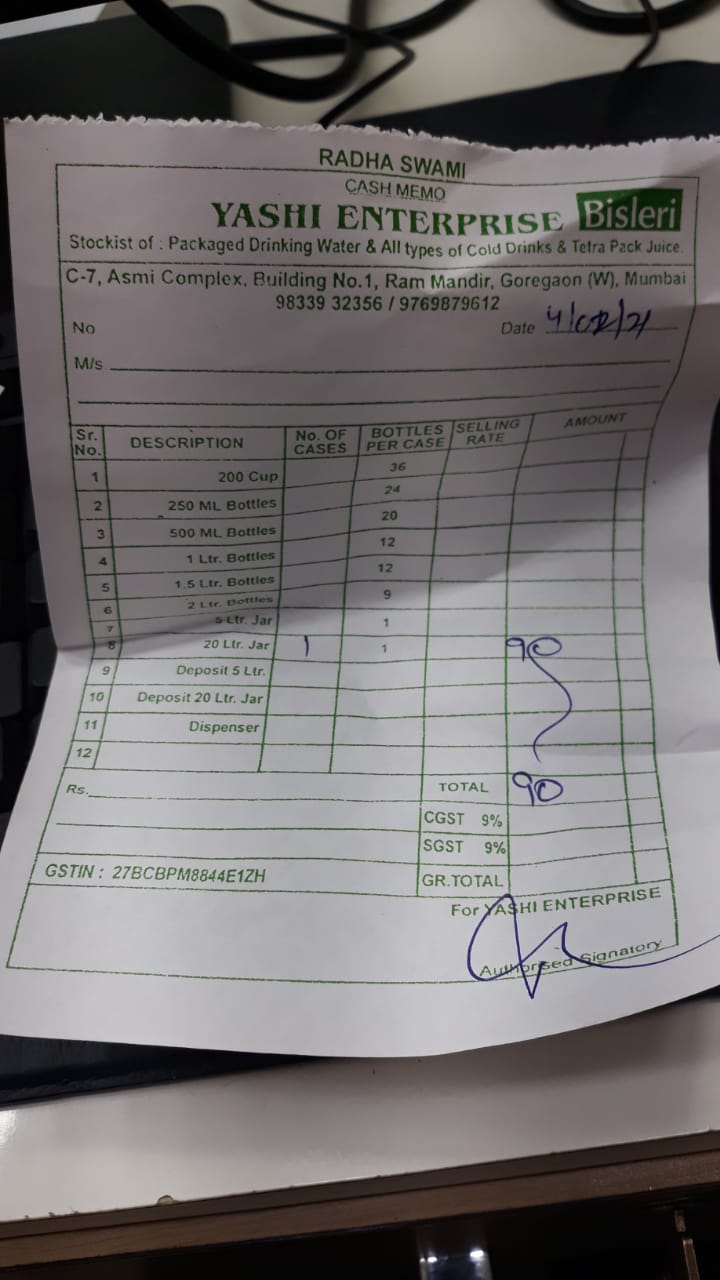 RADHA SWAMI
CASH MEMO
YASHI ENTERPRISE Bisleri
Stockist of : Packaged Drinking Water & All types of Cold Drinks & Tetra Pack Juice.
C-7, Asmi Complex, Building No.1, Ram Mandir, Goregaon (W), Mumbai
98339 32356 / 9769879612
No Date 4/02/21
M/s
Sr. No. DESCRIPTION No. OF CASES BOTTLES PER CASE SELLING RATE AMOUNT
1 200 Cup 36
2 250 ML Bottles 24
3 500 ML Bottles 20
4 1 Ltr. Bottles 12
5 1.5 Ltr. Bottles 12
6 2 Ltr. Bottles 9
7 5 Ltr. Jar 1
8 20 Ltr. Jar 1 1 90
9 Deposit 5 Ltr.
10 Deposit 20 Ltr. Jar
11 Dispenser
12
Rs. TOTAL 90
CGST 9%
SGST 9%
GSTIN : 27BCBPM8844E1ZH GR.TOTAL
For YASHI ENTERPRISE
Authorised Signatory